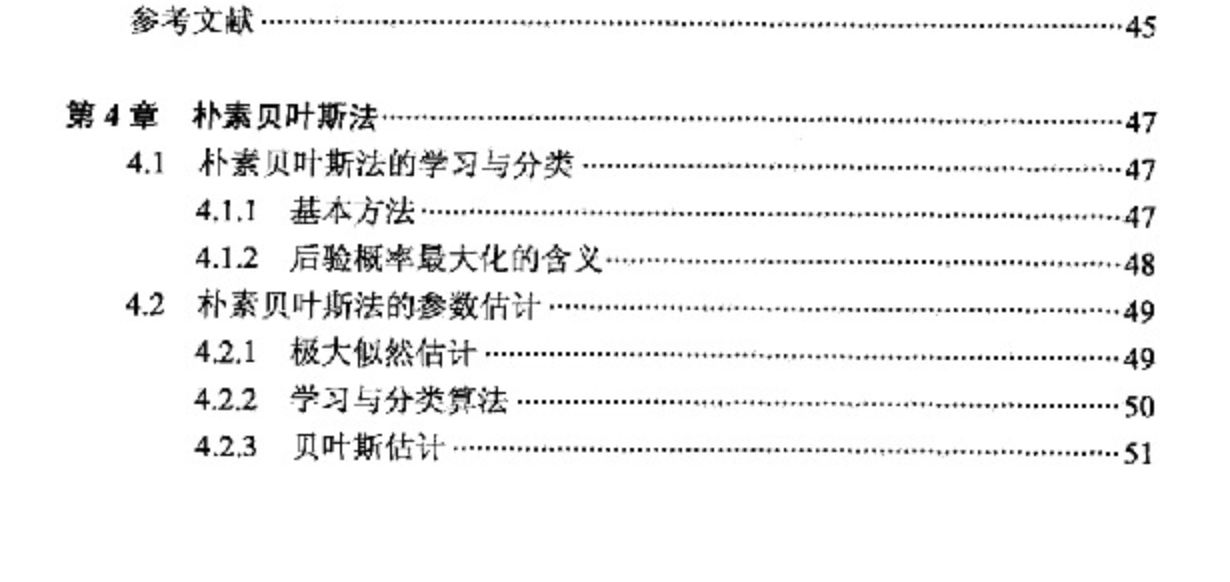 参考文献……45
第 4 章 朴素贝叶斯法……47
4.1 朴素贝叶斯法的学习与分类……47
4.1.1 基本方法……47
4.1.2 后验概率最大化的含义……48
4.2 朴素贝叶斯法的参数估计……49
4.2.1 极大似然估计……49
4.2.2 学习与分类算法……50
4.2.3 贝叶斯估计……51